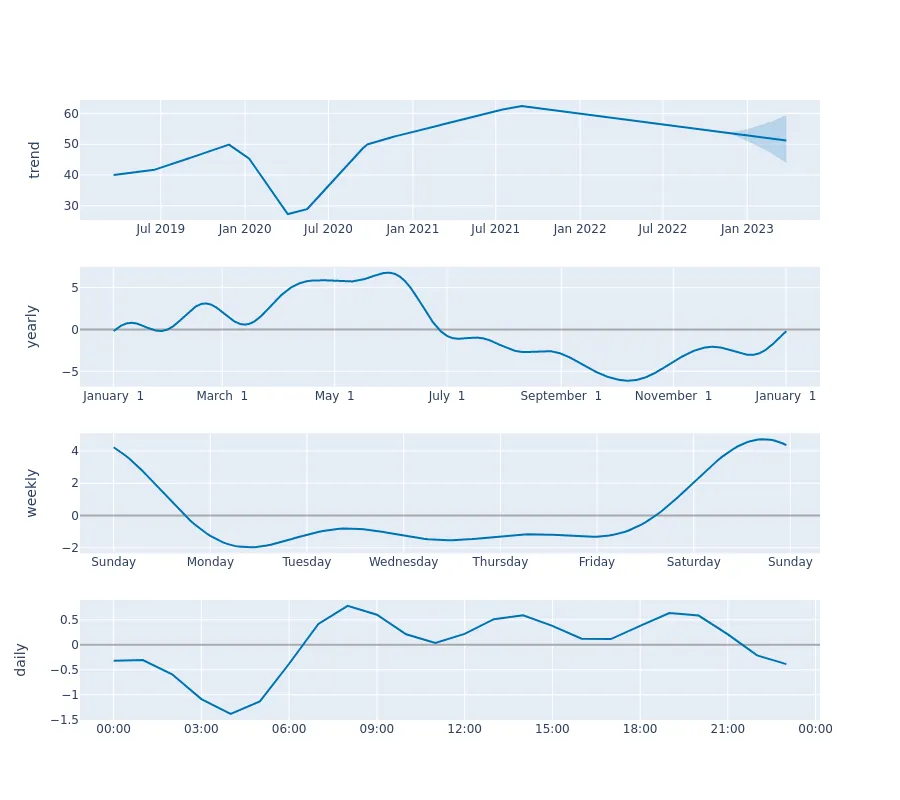 trend
60
50
40
30
Jul 2019 Jan 2020 Jul 2020 Jan 2021 Jul 2021 Jan 2022 Jul 2022 Jan 2023
yearly
5
0
−5
January 1 March 1 May 1 July 1 September 1 November 1 January 1
weekly
4
2
0
−2
Sunday Monday Tuesday Wednesday Thursday Friday Saturday Sunday
daily
0.5
0
−0.5
−1
−1.5
00:00 03:00 06:00 09:00 12:00 15:00 18:00 21:00 00:00